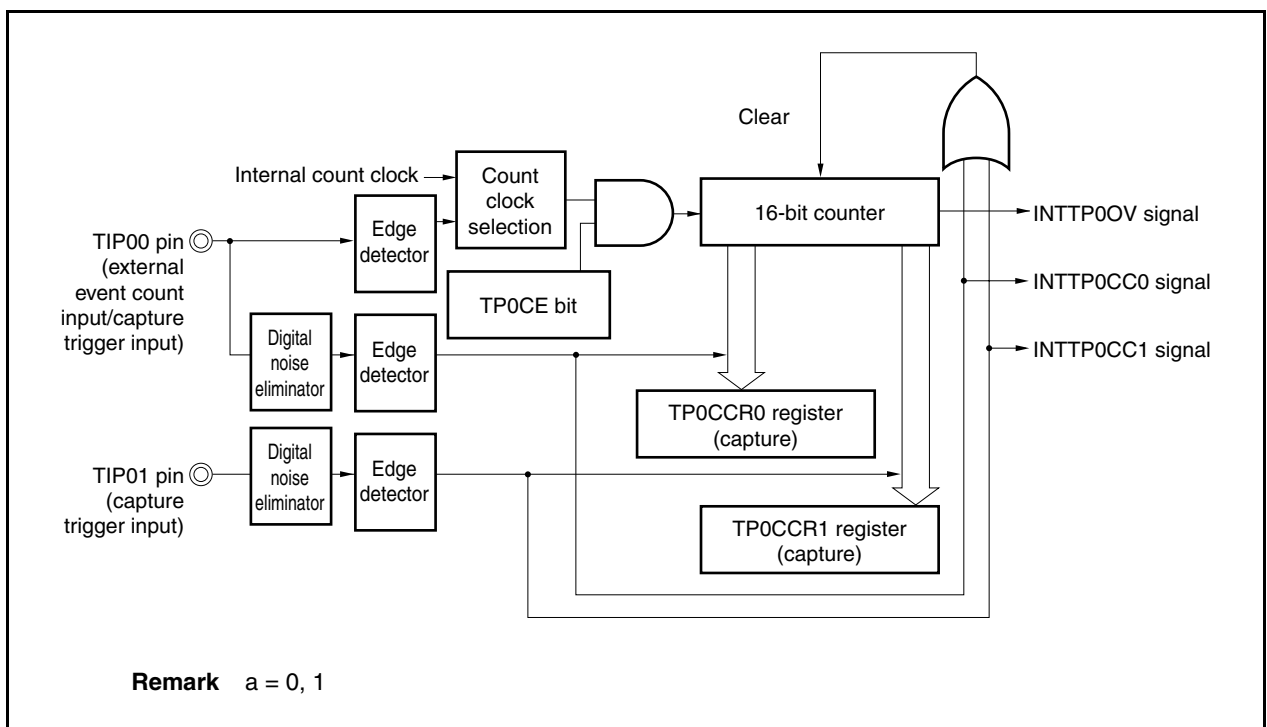 Clear
Internal count clock
Count
clock
selection
Edge
detector
16-bit counter
INTTP0OV signal
TIP00 pin
(external
event count
input/capture
trigger input)
TP0CE bit
INTTP0CC0 signal
Digital
noise
eliminator
Edge
detector
INTTP0CC1 signal
TP0CCR0 register
(capture)
TIP01 pin
(capture
trigger input)
Digital
noise
eliminator
Edge
detector
TP0CCR1 register
(capture)
Remark a = 0, 1